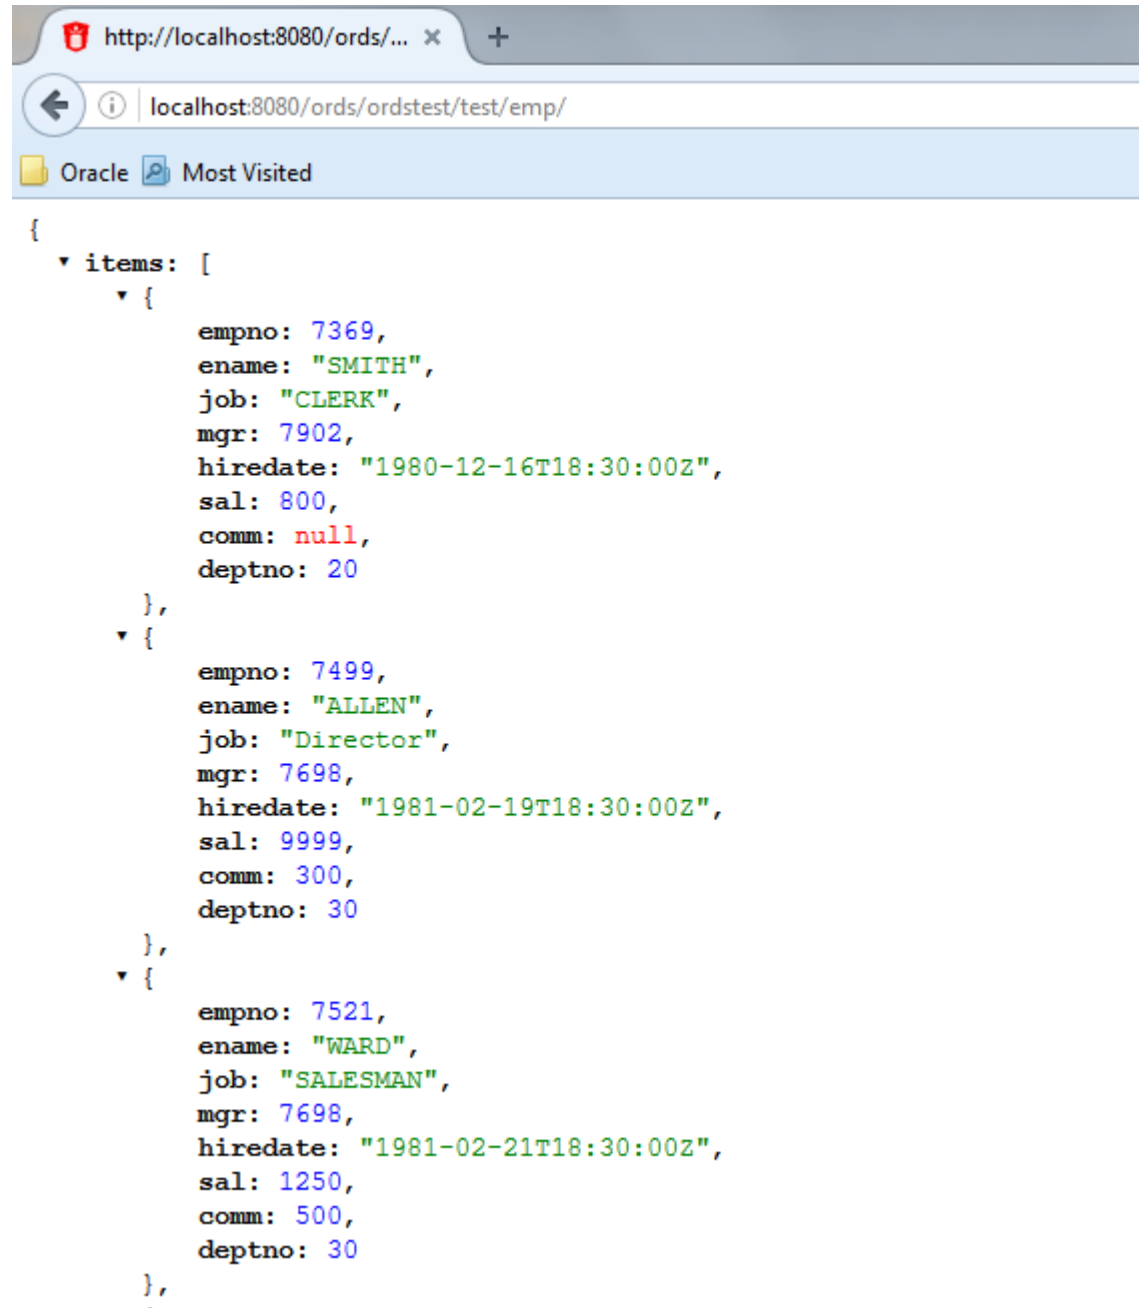 http://localhost:8080/ords/... × +
localhost:8080/ords/ordstest/test/emp/
Oracle Most Visited
{
▾ items: [
▾ {
empno: 7369,
ename: "SMITH",
job: "CLERK",
mgr: 7902,
hiredate: "1980-12-16T18:30:00Z",
sal: 800,
comm: null,
deptno: 20
},
▾ {
empno: 7499,
ename: "ALLEN",
job: "Director",
mgr: 7698,
hiredate: "1981-02-19T18:30:00Z",
sal: 9999,
comm: 300,
deptno: 30
},
▾ {
empno: 7521,
ename: "WARD",
job: "SALESMAN",
mgr: 7698,
hiredate: "1981-02-21T18:30:00Z",
sal: 1250,
comm: 500,
deptno: 30
},